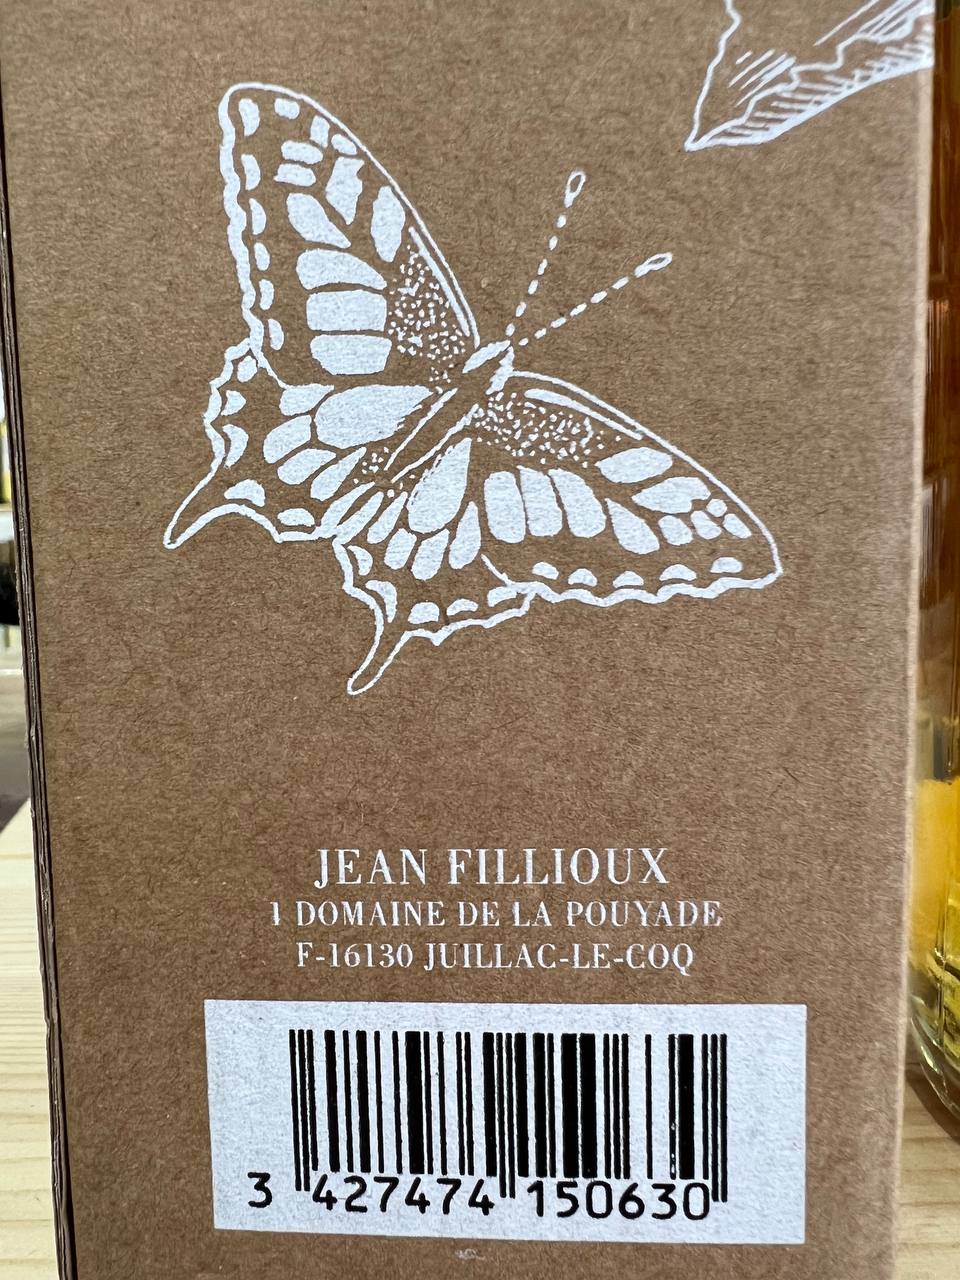 JEAN FILLIOUX
1 DOMAINE DE LA POUYADE
F-16130 JUILLAC-LE-COQ
3 427474 150630